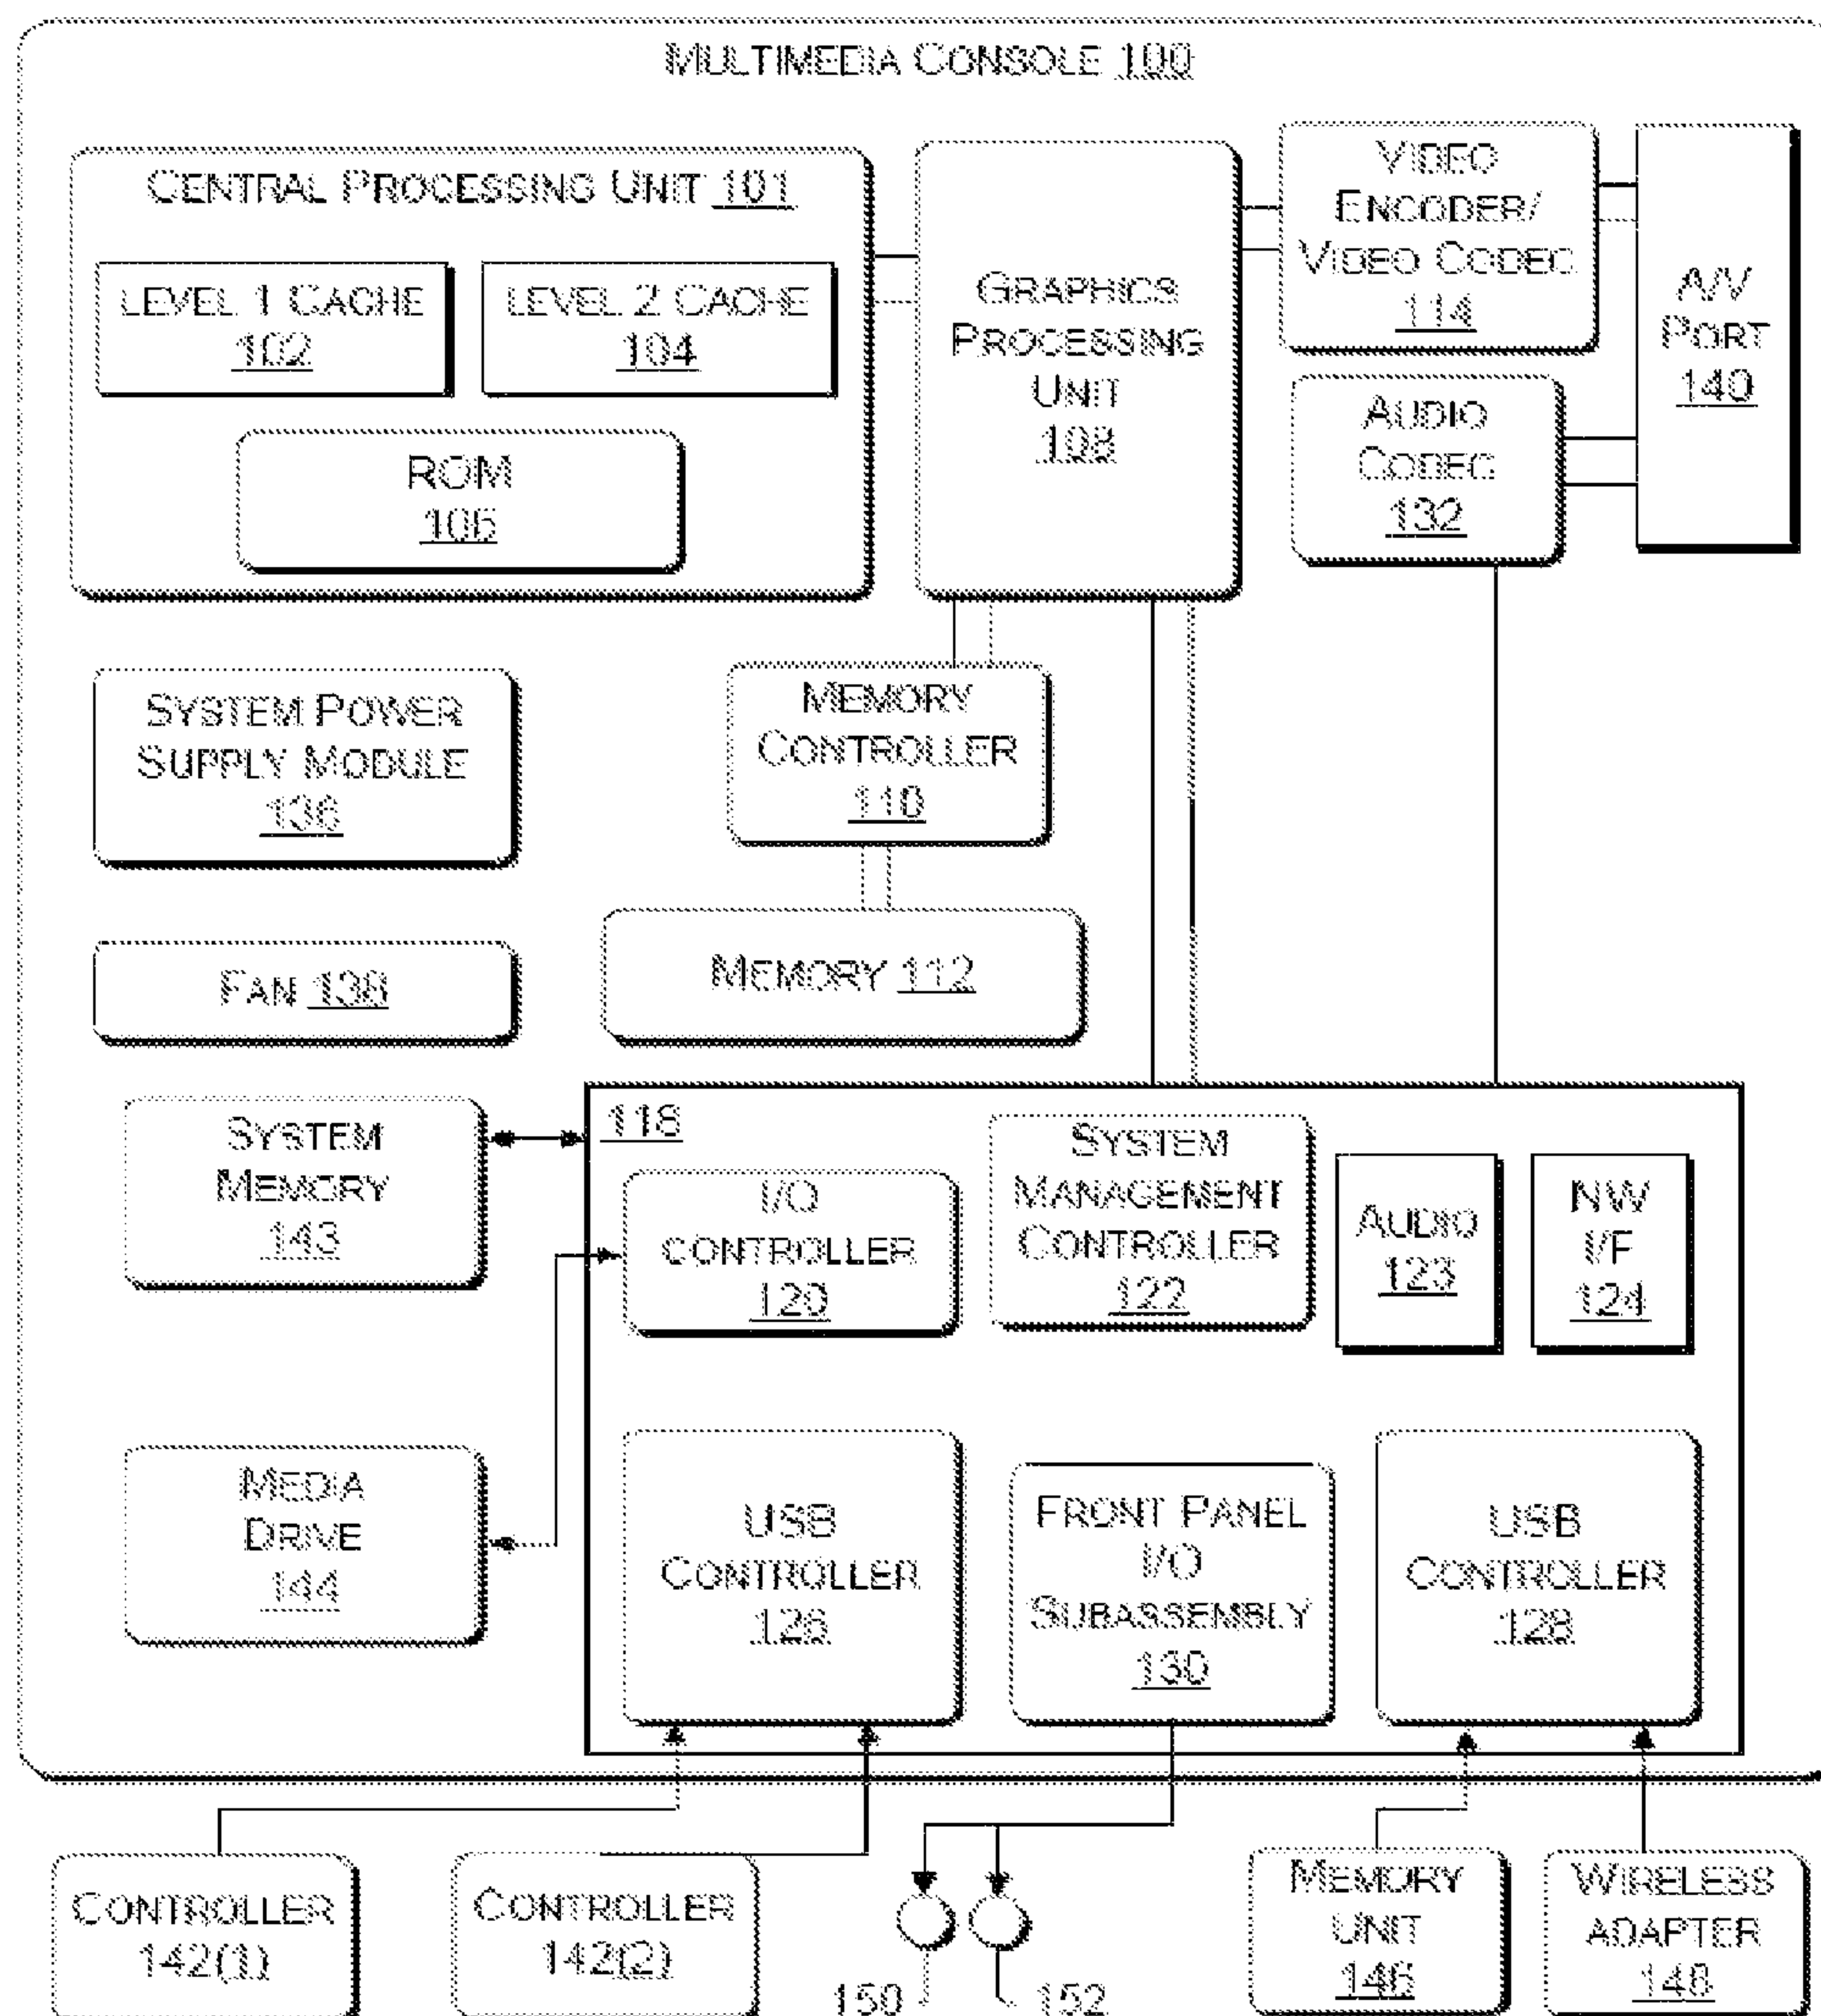 MULTIMEDIA CONSOLE 100
CENTRAL PROCESSING UNIT 101
LEVEL 1 CACHE
102
LEVEL 2 CACHE
104
ROM
106
GRAPHICS
PROCESSING
UNIT
108
VIDEO
ENCODER/
VIDEO CODEC
114
A/V
PORT
140
AUDIO
CODEC
132
SYSTEM POWER
SUPPLY MODULE
136
MEMORY
CONTROLLER
110
FAN 138
MEMORY 112
SYSTEM
MEMORY
143
118
I/O
CONTROLLER
120
SYSTEM
MANAGEMENT
CONTROLLER
122
AUDIO
123
NW
I/F
124
MEDIA
DRIVE
144
USB
CONTROLLER
126
FRONT PANEL
I/O
SUBASSEMBLY
130
USB
CONTROLLER
128
CONTROLLER
142(1)
CONTROLLER
142(2)
150
152
MEMORY
UNIT
146
WIRELESS
ADAPTER
148